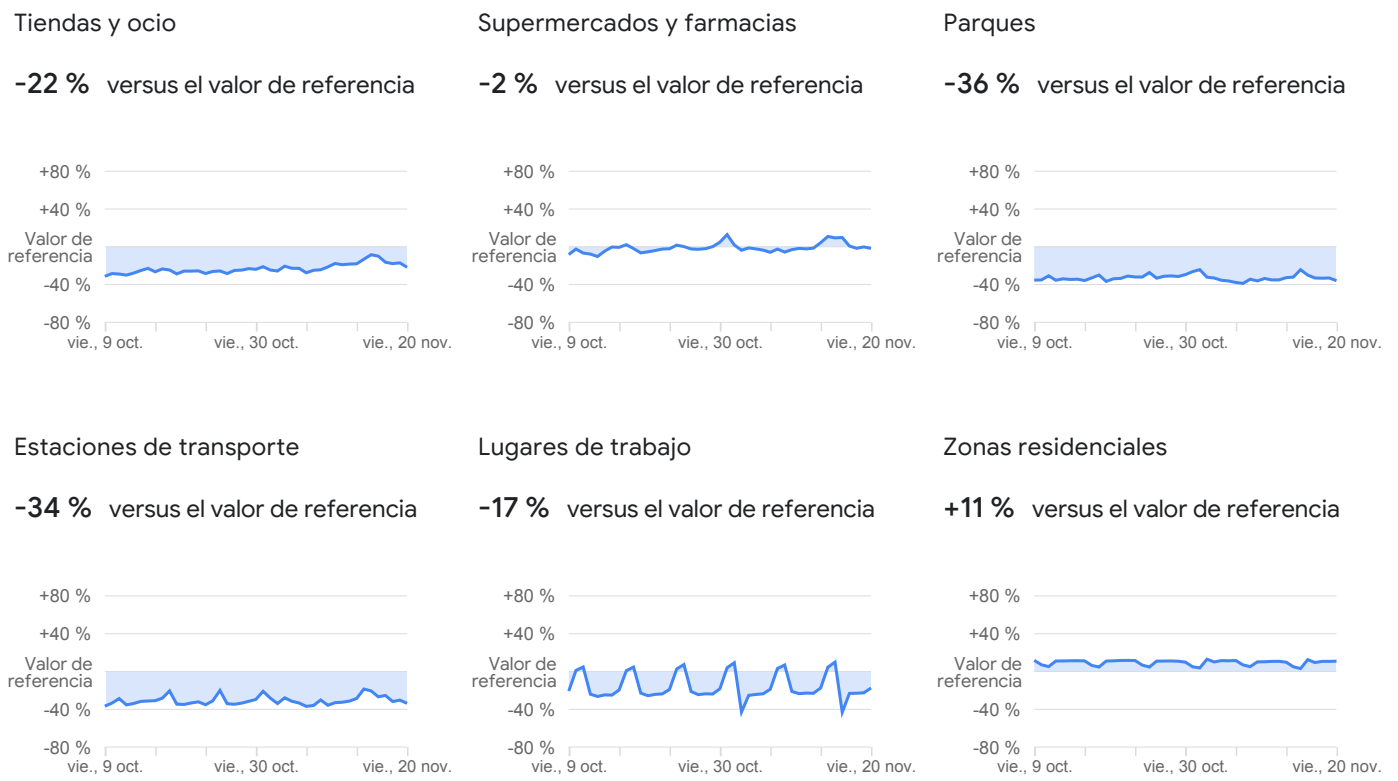 Tiendas y ocio
-22 % versus el valor de referencia
+80 %
+40 %
Valor de
referencia
-40 %
-80 %
vie., 9 oct. vie., 30 oct. vie., 20 nov.
Supermercados y farmacias
-2 % versus el valor de referencia
+80 %
+40 %
Valor de
referencia
-40 %
-80 %
vie., 9 oct. vie., 30 oct. vie., 20 nov.
Parques
-36 % versus el valor de referencia
+80 %
+40 %
Valor de
referencia
-40 %
-80 %
vie., 9 oct. vie., 30 oct. vie., 20 nov.
Estaciones de transporte
-34 % versus el valor de referencia
+80 %
+40 %
Valor de
referencia
-40 %
-80 %
vie., 9 oct. vie., 30 oct. vie., 20 nov.
Lugares de trabajo
-17 % versus el valor de referencia
+80 %
+40 %
Valor de
referencia
-40 %
-80 %
vie., 9 oct. vie., 30 oct. vie., 20 nov.
Zonas residenciales
+11 % versus el valor de referencia
+80 %
+40 %
Valor de
referencia
-40 %
-80 %
vie., 9 oct. vie., 30 oct. vie., 20 nov.